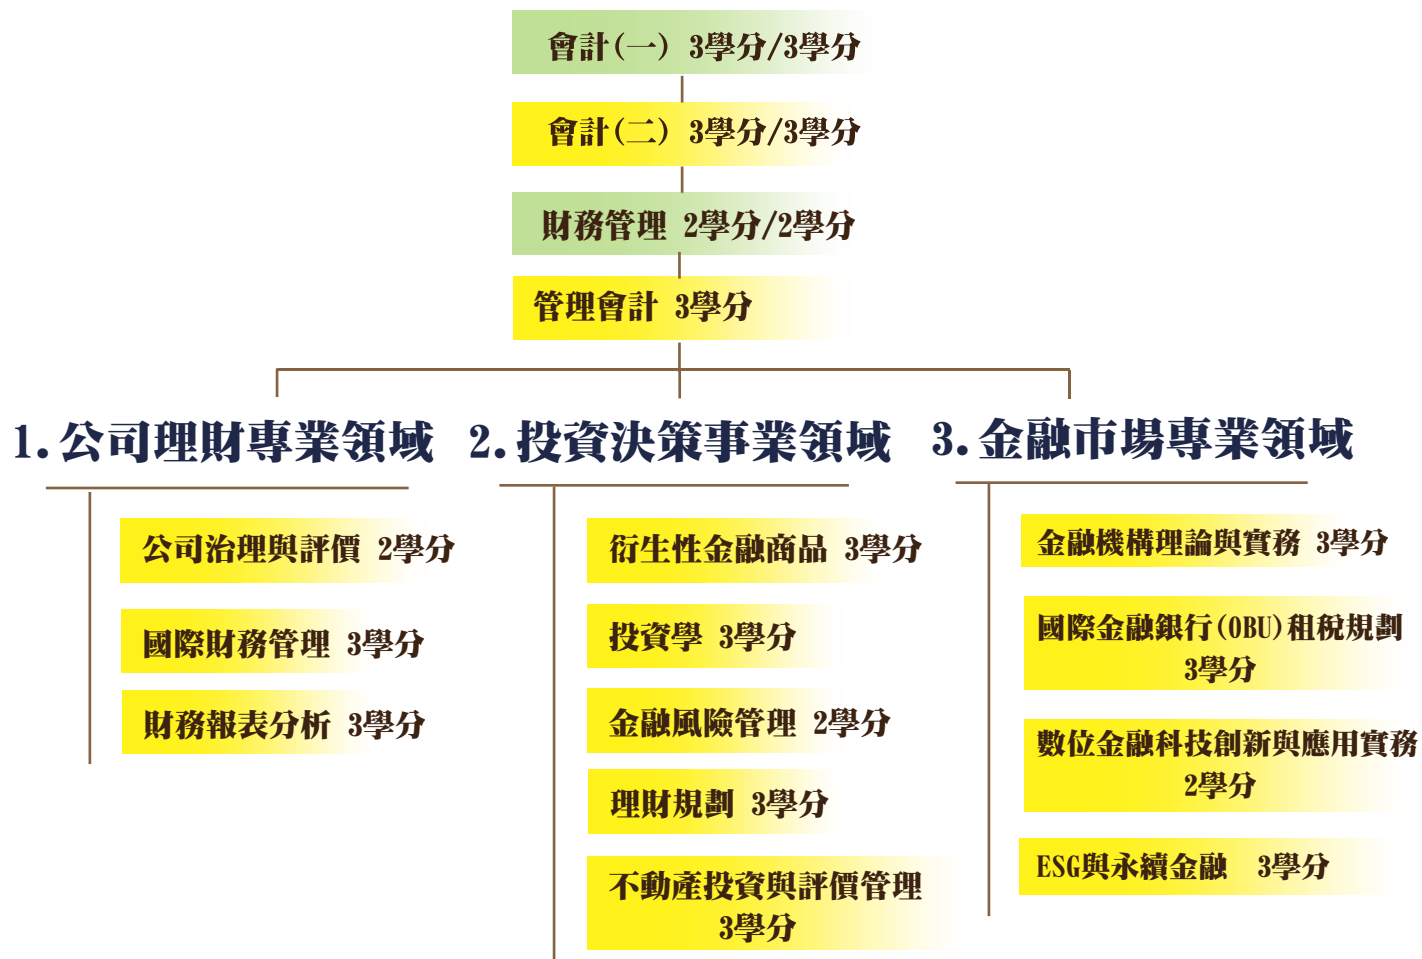 會計(一) 3學分/3學分
會計(二) 3學分/3學分
財務管理 2學分/2學分
管理會計 3學分
1.公司理財專業領域
公司治理與評價 2學分
國際財務管理 3學分
財務報表分析 3學分
2.投資決策事業領域
衍生性金融商品 3學分
投資學 3學分
金融風險管理 2學分
理財規劃 3學分
不動產投資與評價管理
3學分
3.金融市場專業領域
金融機構理論與實務 3學分
國際金融銀行(OBU)租稅規劃
3學分
數位金融科技創新與應用實務
2學分
ESG與永續金融 3學分